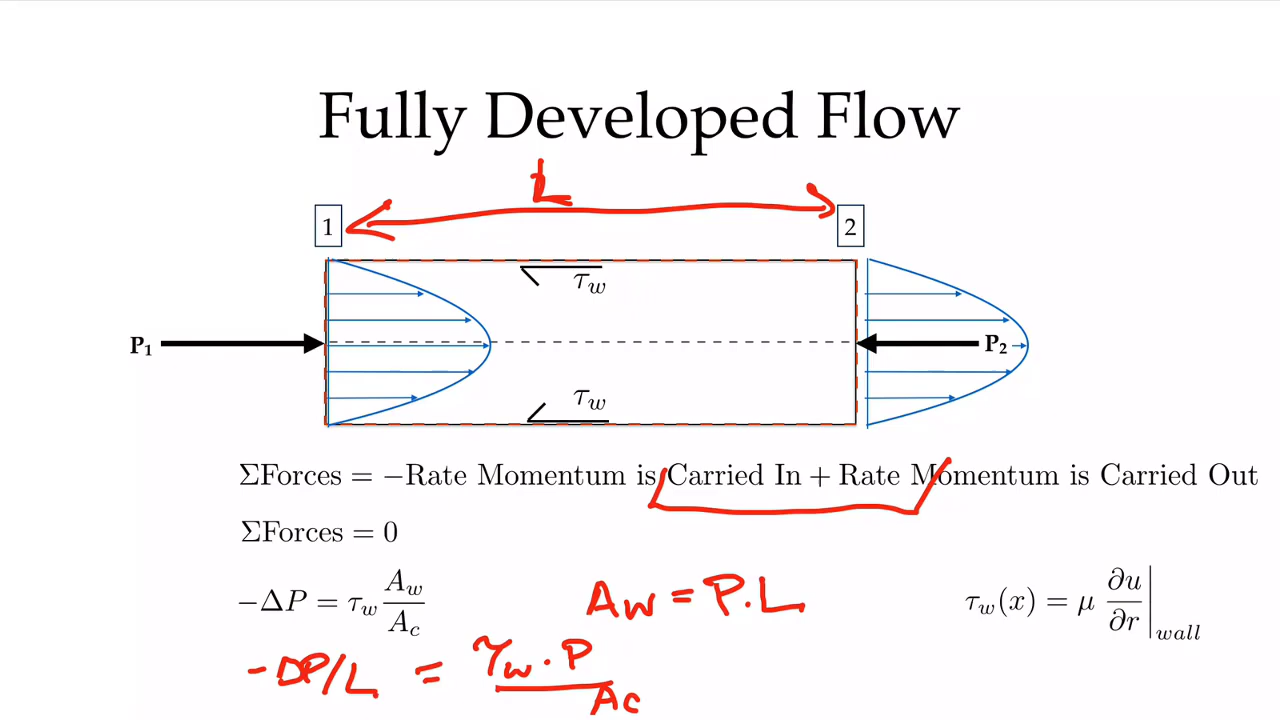 Fully Developed Flow
L
1
2
τw
P1
P2
τw
ΣForces = −Rate Momentum is Carried In + Rate Momentum is Carried Out
ΣForces = 0
−ΔP = τw Aw/Ac
Aw = P.L
τw(x) = μ ∂u/∂r|wall
-DP/L = τw . P / Ac